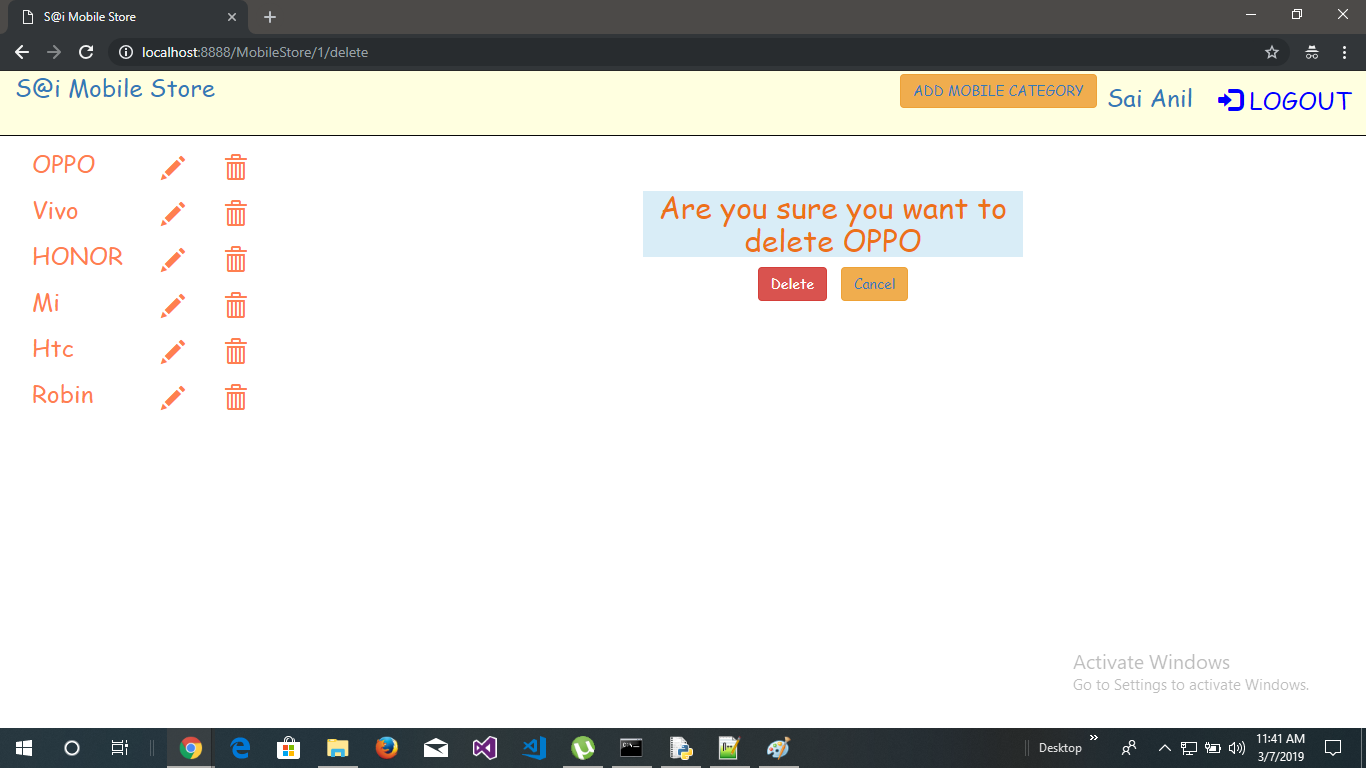 S@i Mobile Store
localhost:8888/MobileStore/1/delete
S@i Mobile Store
ADD MOBILE CATEGORY
Sai Anil
LOGOUT
OPPO
Vivo
HONOR
Mi
Htc
Robin
Are you sure you want to
delete OPPO
Delete
Cancel
Activate Windows
Go to Settings to activate Windows.
Desktop
11:41 AM
3/7/2019